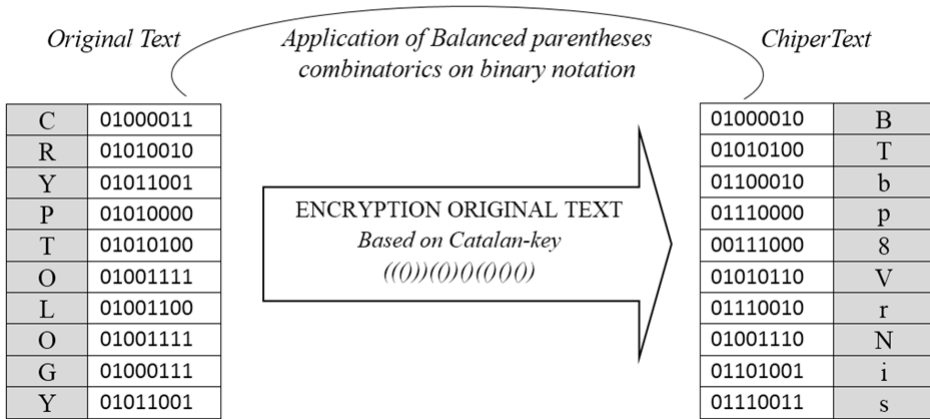 Original Text
Application of Balanced parentheses
combinatorics on binary notation
ChiperText
C 01000011
R 01010010
Y 01011001
P 01010000
T 01010100
O 01001111
L 01001100
O 01001111
G 01000111
Y 01011001
ENCRYPTION ORIGINAL TEXT
Based on Catalan-key
((()))()()(()()())
01000010 B
01010100 T
01100010 b
01110000 p
00111000 8
01010110 V
01110010 r
01001110 N
01101001 i
01110011 s